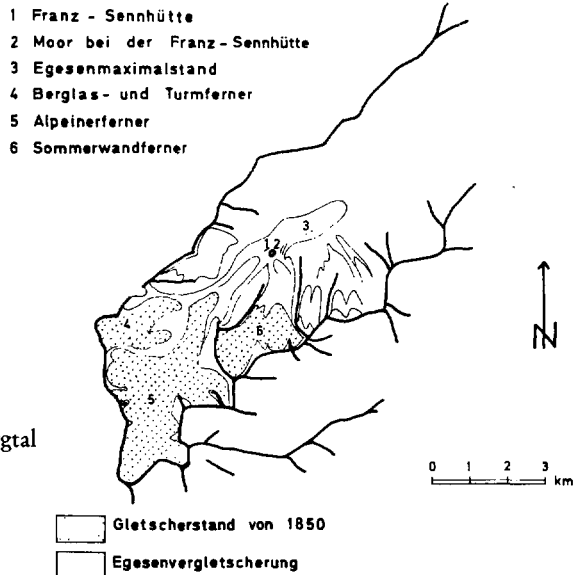 1 Franz - Sennhütte
2 Moor bei der Franz-Sennhütte
3 Egesenmaximalstand
4 Berglas- und Turmferner
5 Alpeinerferner
6 Sommerwandferner
3
1 2
4
6
5
N
gtal
0 1 2 3 km
Gletscherstand von 1850
Egesenvergletscherung